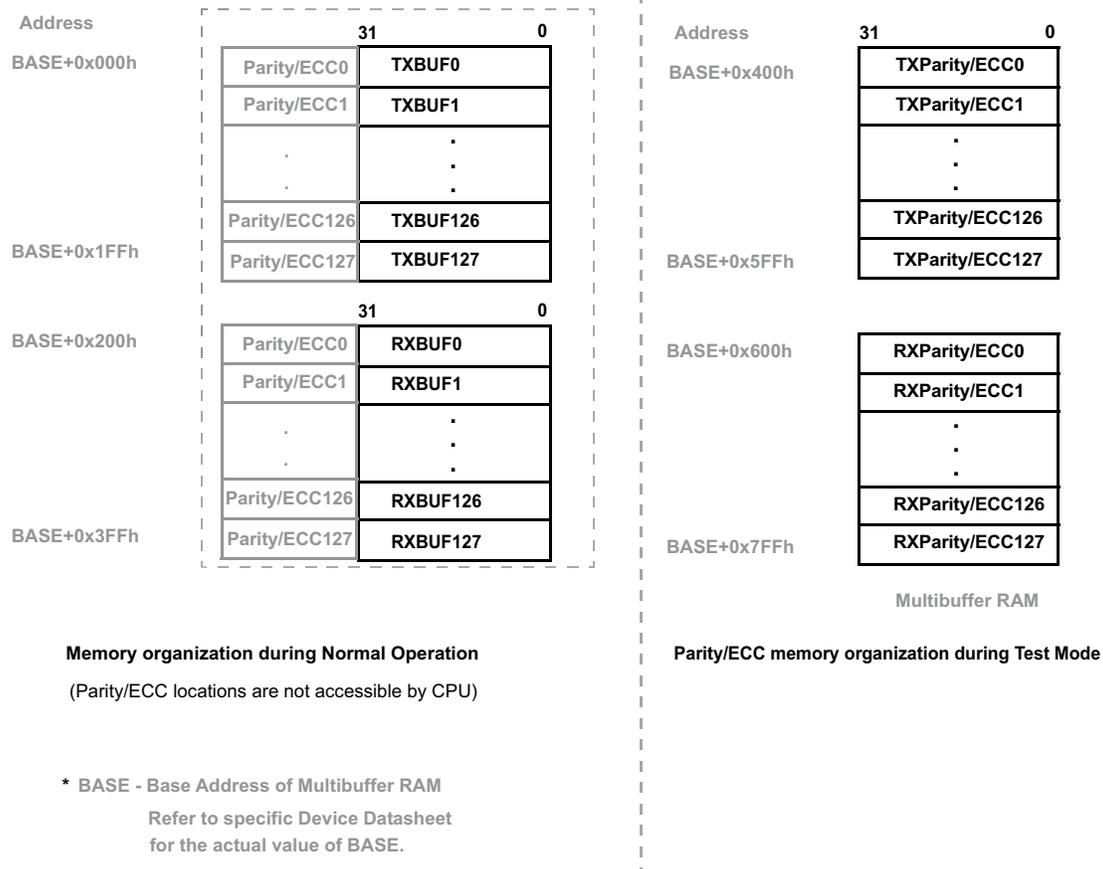 Address
31 0
BASE+0x000h Parity/ECC0 TXBUF0
Parity/ECC1 TXBUF1
. .
. .
.
Parity/ECC126 TXBUF126
BASE+0x1FFh Parity/ECC127 TXBUF127
31 0
BASE+0x200h Parity/ECC0 RXBUF0
Parity/ECC1 RXBUF1
. .
. .
.
Parity/ECC126 RXBUF126
BASE+0x3FFh Parity/ECC127 RXBUF127
Memory organization during Normal Operation
(Parity/ECC locations are not accessible by CPU)
* BASE - Base Address of Multibuffer RAM
Refer to specific Device Datasheet
for the actual value of BASE.
Address 31 0
BASE+0x400h TXParity/ECC0
TXParity/ECC1
.
.
.
TXParity/ECC126
BASE+0x5FFh TXParity/ECC127
BASE+0x600h RXParity/ECC0
RXParity/ECC1
.
.
.
RXParity/ECC126
BASE+0x7FFh RXParity/ECC127
Multibuffer RAM
Parity/ECC memory organization during Test Mode